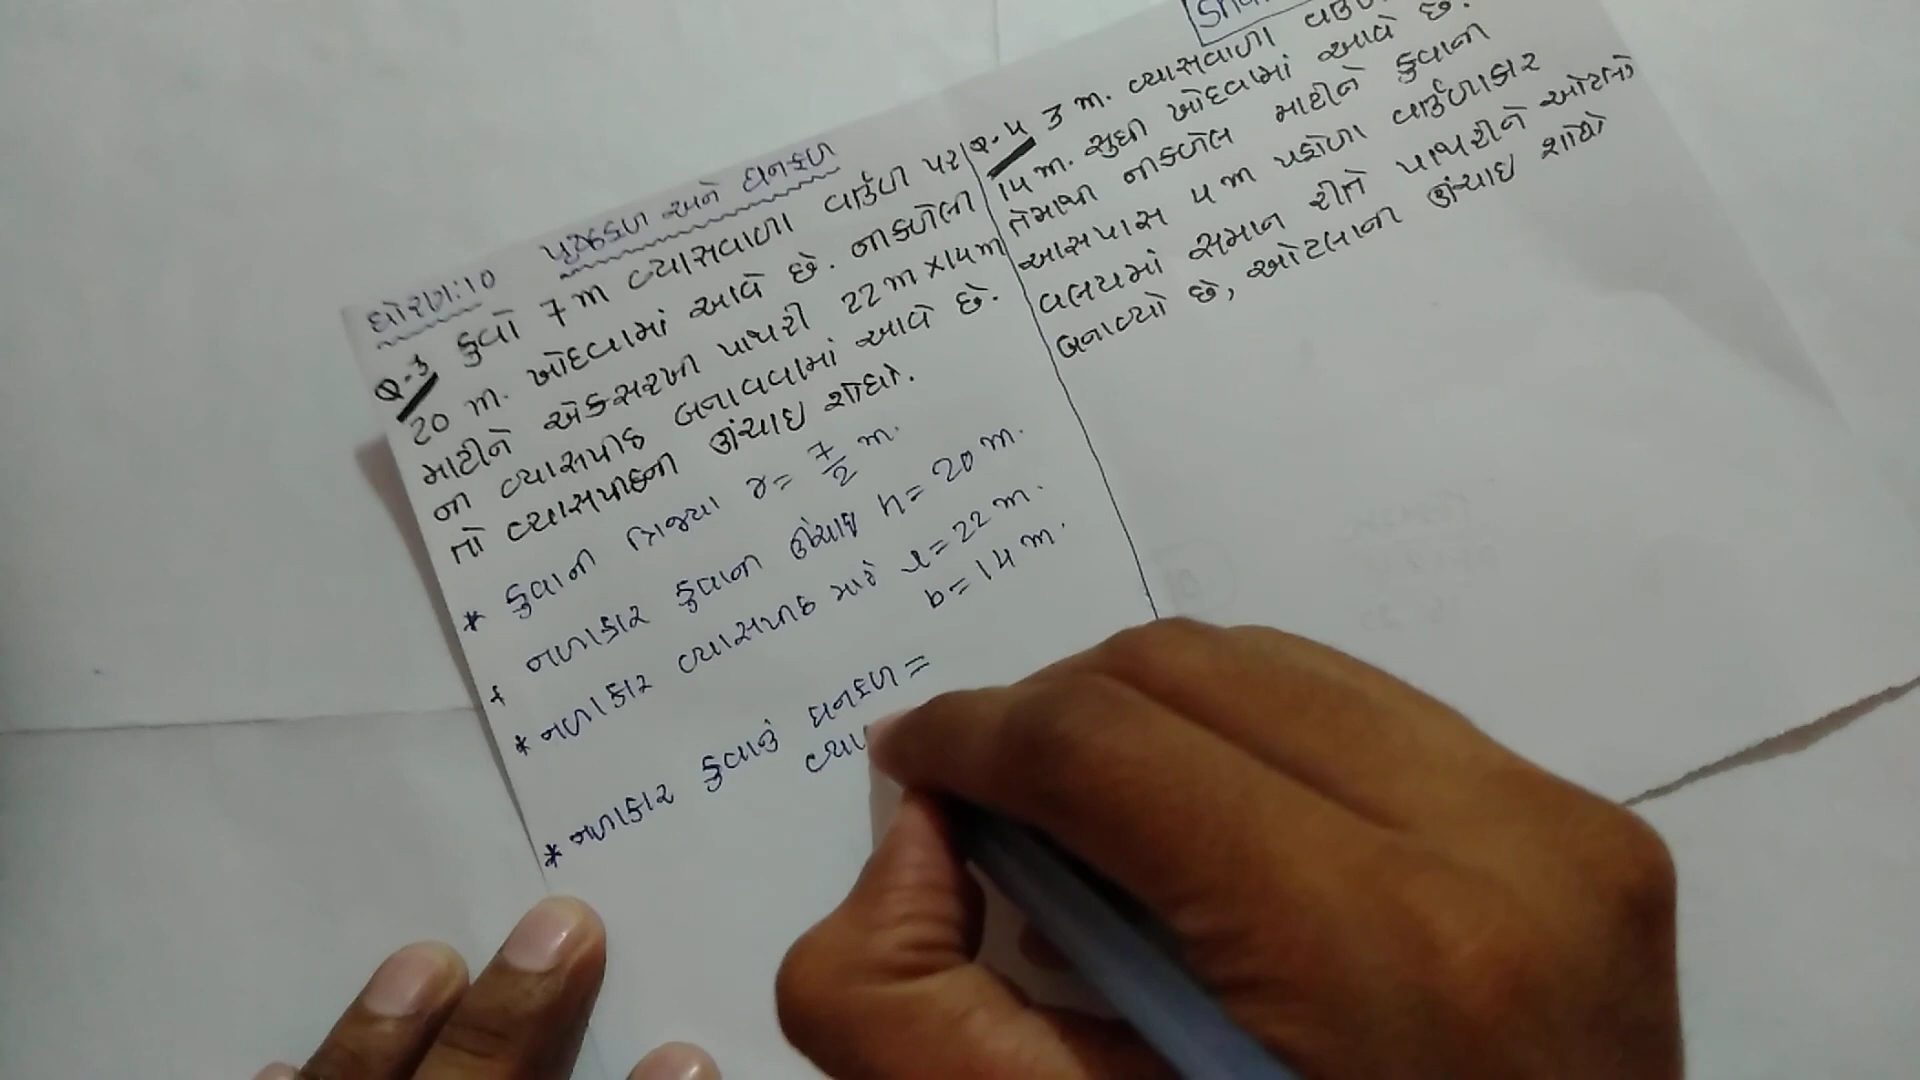 ધોરણ:10 પૃષ્ઠફળ અને ઘનફળ
Q-3 કુવો 7 m વ્યાસવાળા વર્તુળ પર
20 m. ખોદવામાં આવે છે. નીકળેલી
માટીને એકસરખી પાથરી 22 m × 14 m
ની વ્યાસપીઠ બનાવવામાં આવે છે.
તો વ્યાસપીઠની ઊંચાઇ શોધો.
* કુવાની ત્રિજ્યા r = 7/2 m.
* નળાકાર કુવાની ઊંચાઇ h = 20 m.
* નળાકાર વ્યાસપીઠ માટે l = 22 m.
b = 14 m.
* નળાકાર કુવાનું ઘનફળ =
વ્યા
Q-4 3 m. વ્યાસવાળા
14 m. સુધી ખોદવામાં આવે છે.
તેમાંથી નીકળેલ માટીને કુવાની
આસપાસ 4 m પહોળા વર્તુળાકાર
વલયમાં સમાન રીતે પાથરીને ઓટલો
બનાવ્યો છે, ઓટલાની ઊંચાઇ શોધો